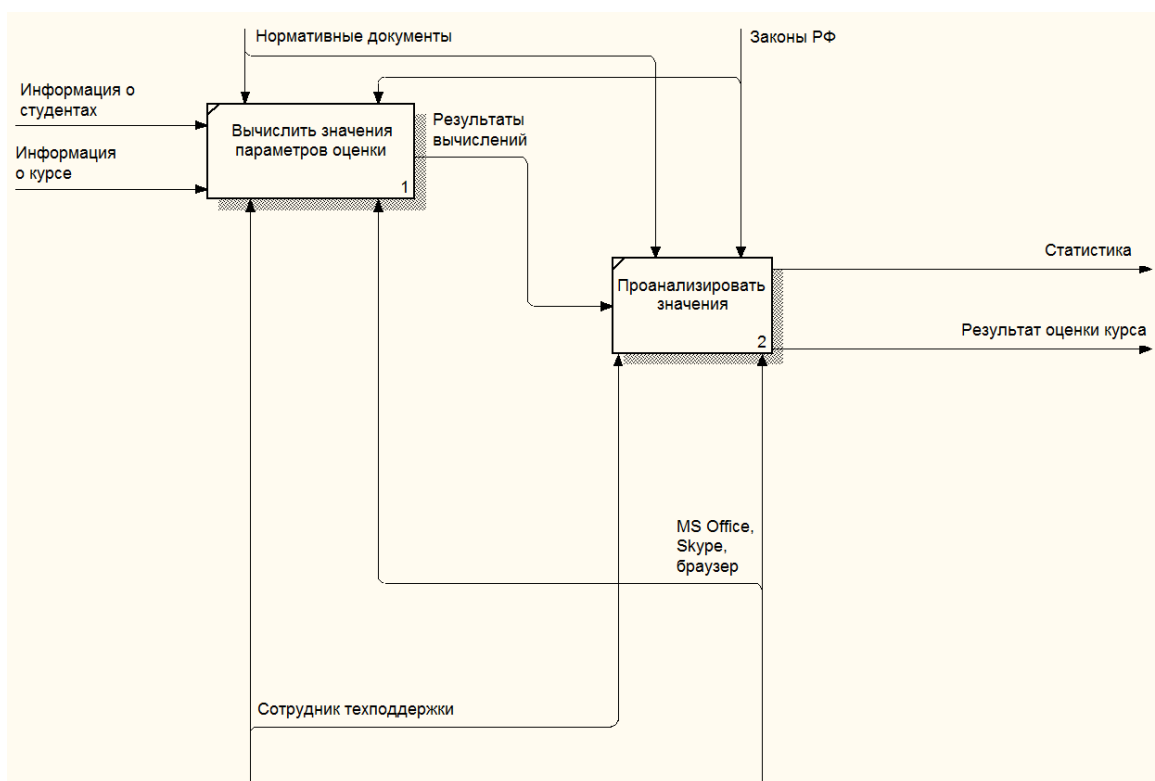 Нормативные документы
Законы РФ
Информация о
студентах
Информация
о курсе
Вычислить значения
параметров оценки
1
Результаты
вычислений
Проанализировать
значения
2
Статистика
Результат оценки курса
MS Office,
Skype,
браузер
Сотрудник техподдержки